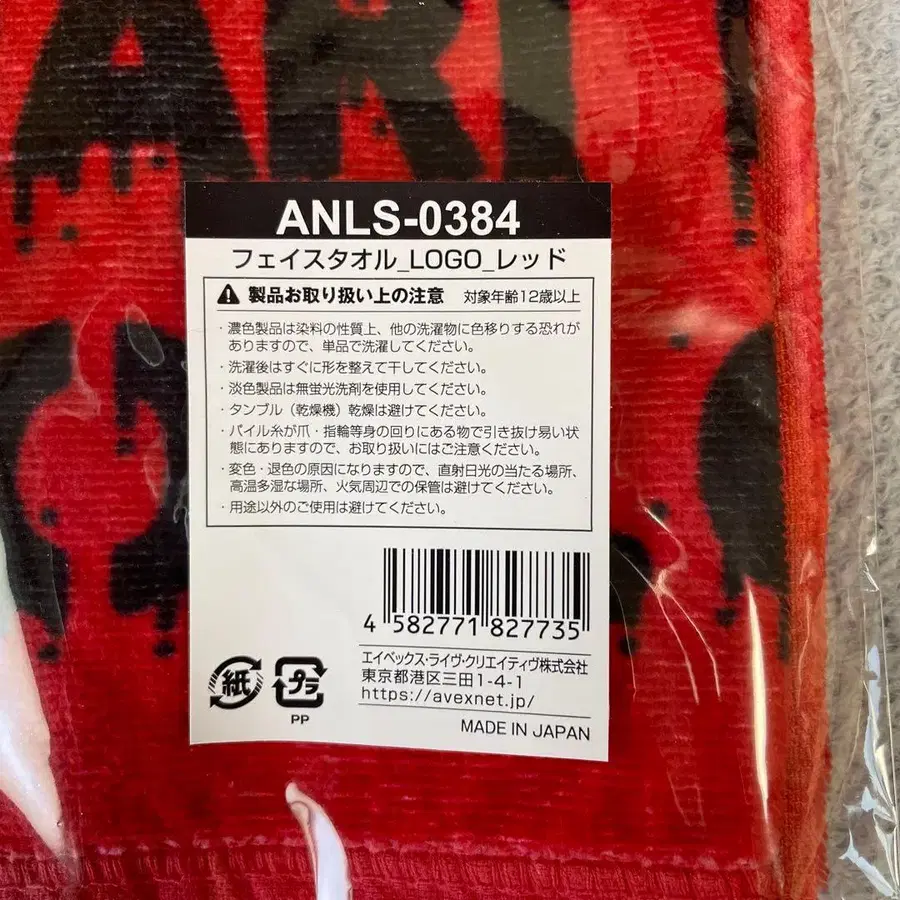 ARI
ANLS-0384
フェイスタオル_LOGO_レッド
製品お取り扱い上の注意 対象年齢12歳以上
・濃色製品は染料の性質上、他の洗濯物に色移りする恐れが
ありますので、単品で洗濯してください。
・洗濯後はすぐに形を整えて干してください。
・淡色製品は無蛍光洗剤を使用してください。
・タンブル（乾燥機）乾燥は避けてください。
・パイル糸が爪・指輪等身の回りにある物で引き抜け易い状
態にありますので、お取り扱いにはご注意ください。
・変色・退色の原因になりますので、直射日光の当たる場所、
高温多湿な場所、火気周辺での保管は避けてください。
・用途以外のご使用は避けてください。
4 582771 827735
エイベックス・ライヴ・クリエイティヴ株式会社
東京都港区三田1-4-1
https://avexnet.jp/
紙 プラ
PP
MADE IN JAPAN